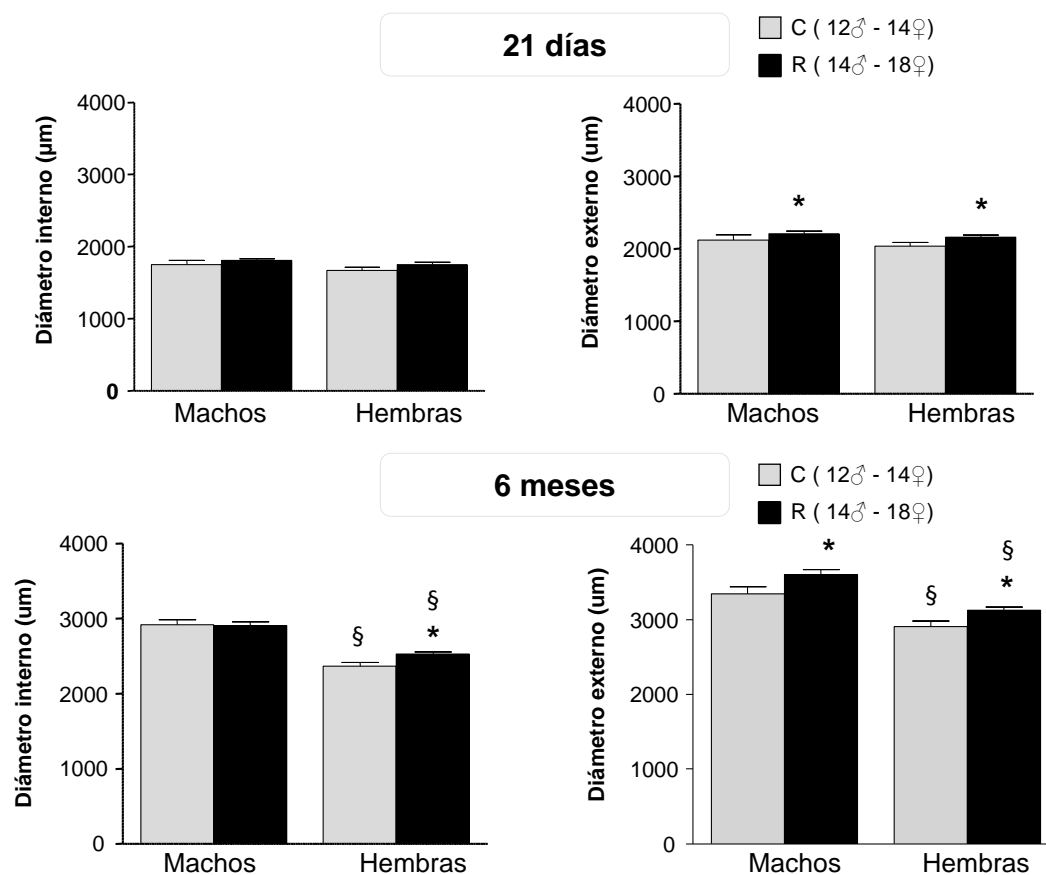 21 días
C ( 12♂ - 14♀)
R ( 14♂ - 18♀)
Diámetro interno (µm)
4000
3000
2000
1000
0
Machos Hembras
Diámetro externo (um)
4000
3000
2000
1000
0
* *
Machos Hembras
6 meses
C ( 12♂ - 14♀)
R ( 14♂ - 18♀)
Diámetro interno (um)
4000
3000
2000
1000
0
§
§ *
Machos Hembras
Diámetro externo (um)
4000
3000
2000
1000
0
* §
§ *
Machos Hembras